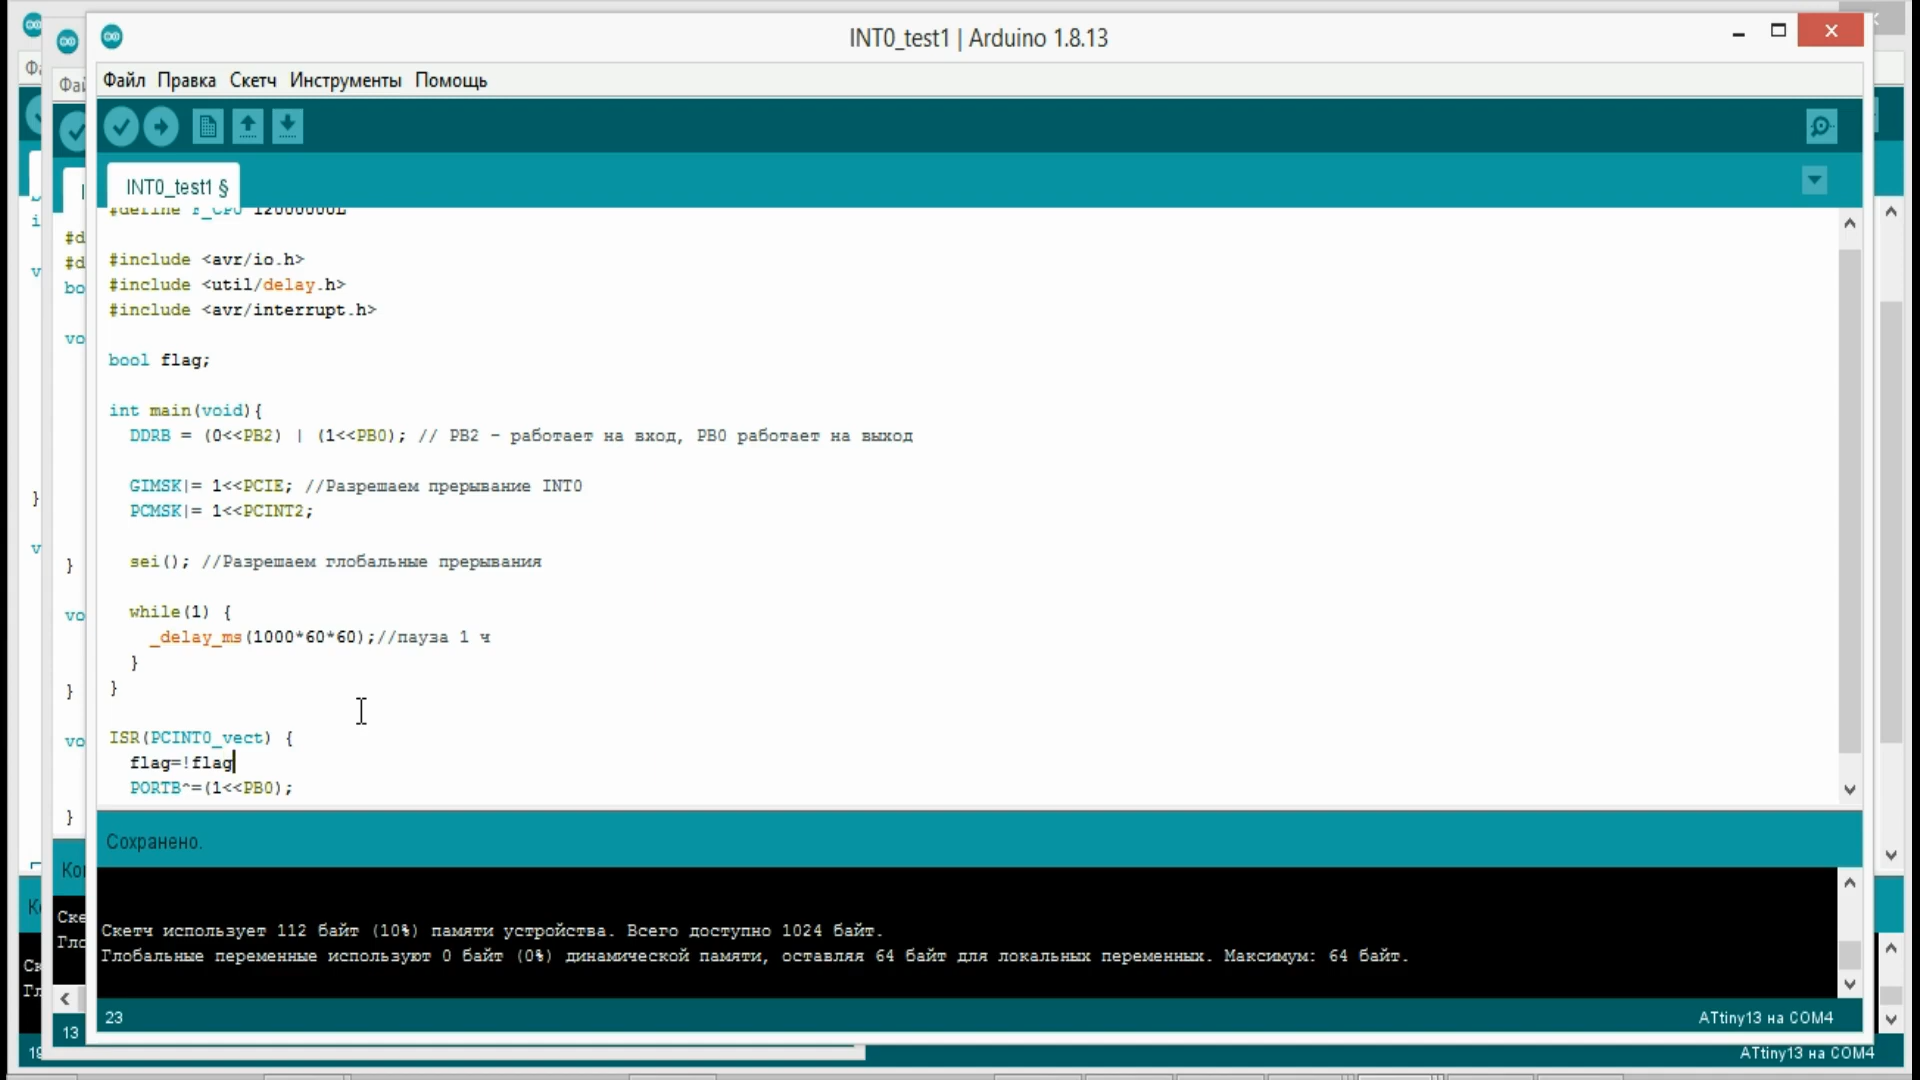 INT0_test1 | Arduino 1.8.13
Файл Правка Скетч Инструменты Помощь
INT0_test1 §
#define F_CPU 12000000L
#include <avr/io.h>
#include <util/delay.h>
#include <avr/interrupt.h>
bool flag;
int main(void){
DDRB = (0<<PB2) | (1<<PB0); // PB2 - работает на вход, PB0 работает на выход
GIMSK|= 1<<PCIE; //Разрешаем прерывание INT0
PCMSK|= 1<<PCINT2;
sei(); //Разрешаем глобальные прерывания
while(1) {
_delay_ms(1000*60*60);//пауза 1 ч
}
}
ISR(PCINT0_vect) {
flag=!flag
PORTB^=(1<<PB0);
Сохранено.
Скетч использует 112 байт (10%) памяти устройства. Всего доступно 1024 байт.
Глобальные переменные используют 0 байт (0%) динамической памяти, оставляя 64 байт для локальных переменных. Максимум: 64 байт.
23
ATtiny13 на COM4
13
ATtiny13 на COM4